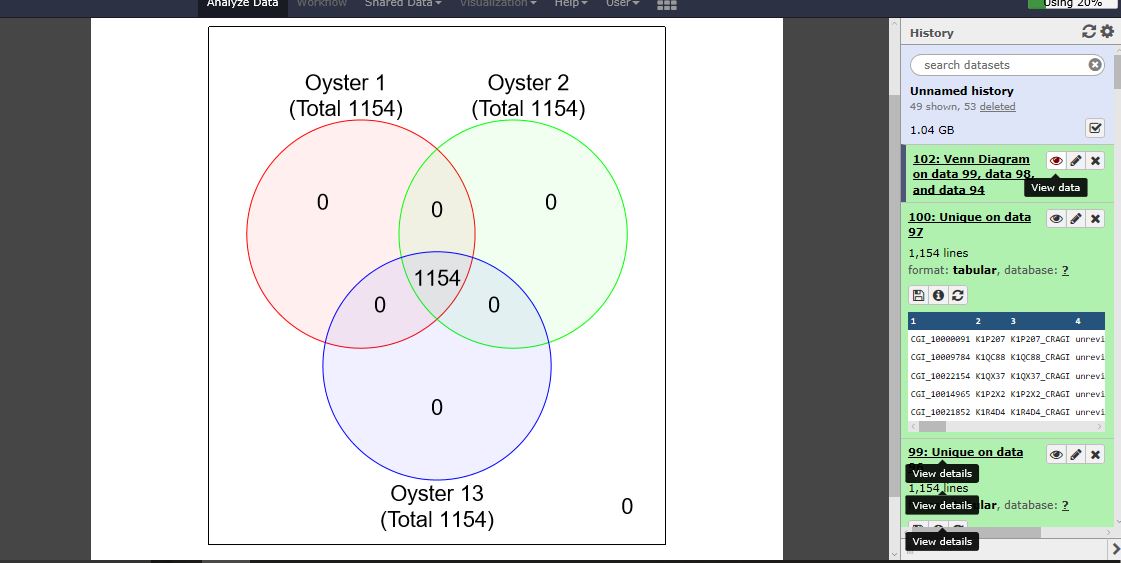 Analyze Data Workflow Shared Data Visualization Help User
Using 20%
Oyster 1
(Total 1154)
Oyster 2
(Total 1154)
0
0
0
1154
0
0
0
Oyster 13
(Total 1154)
0
History
search datasets
Unnamed history
49 shown, 53 deleted
1.04 GB
102: Venn Diagram
on data 99, data 98,
and data 94
View data
100: Unique on data
97
1,154 lines
format: tabular, database: ?
1 2 3 4
CGI_10000091 K1P207 K1P207_CRAGI unrevi
CGI_10009784 K1QC88 K1QC88_CRAGI unrevi
CGI_10022154 K1QX37 K1QX37_CRAGI unrevi
CGI_10014965 K1P2X2 K1P2X2_CRAGI unrevi
CGI_10021852 K1R4D4 K1R4D4_CRAGI unrevi
99: Unique on data
View details
1,154 lines
View details
lar, database: ?
View details